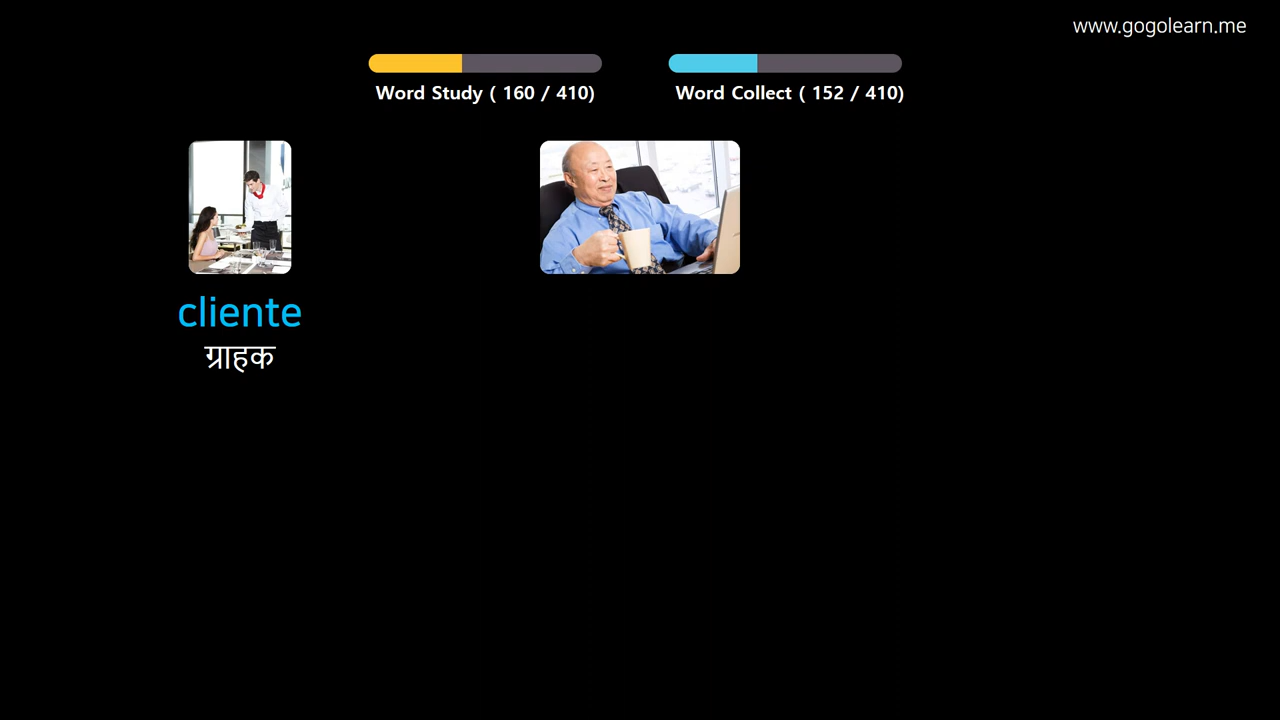 www.gogolearn.me
Word Study ( 160 / 410)
Word Collect ( 152 / 410)
cliente
ग्राहक